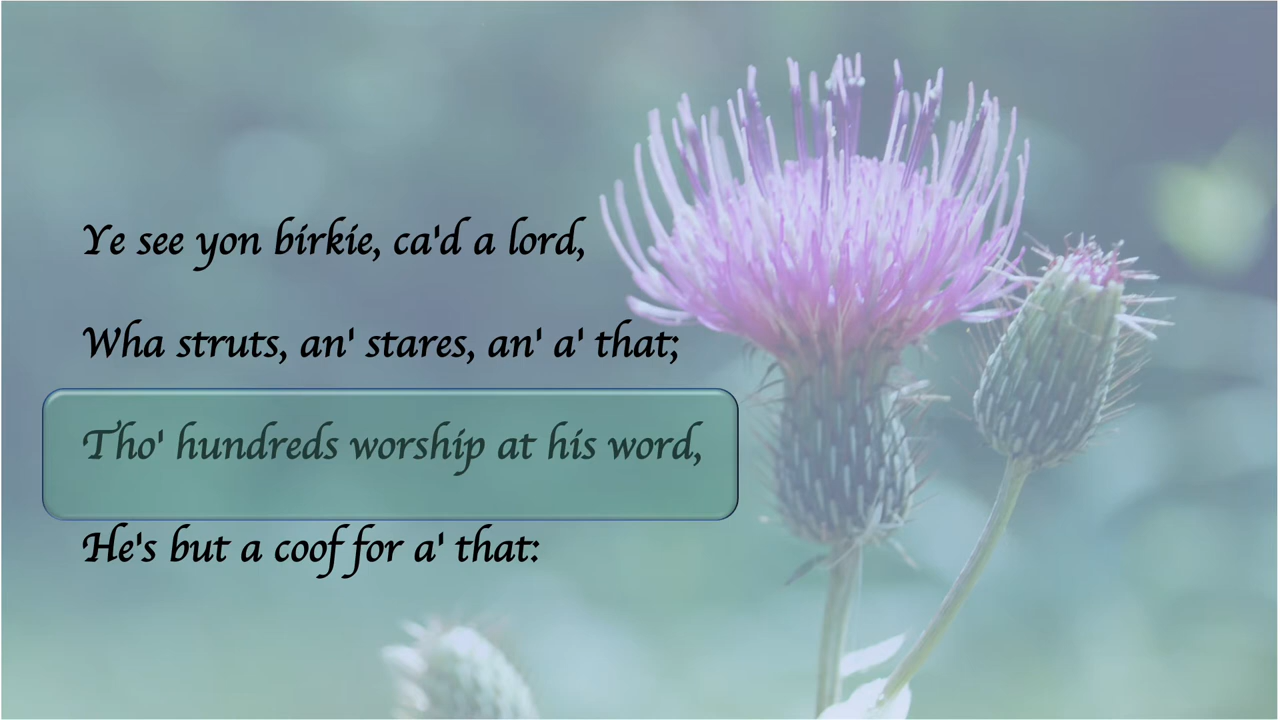 Ye see yon birkie, ca'd a lord,
Wha struts, an' stares, an' a' that;
Tho' hundreds worship at his word,
He's but a coof for a' that: